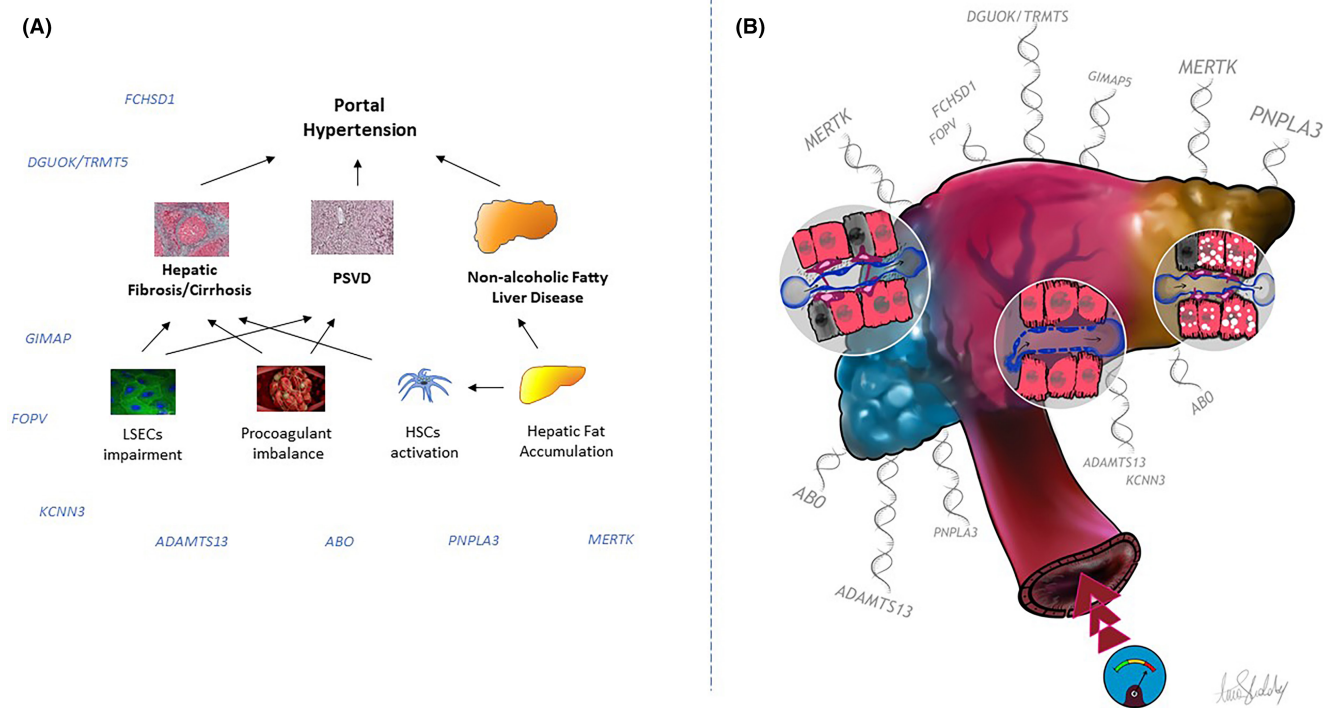 (A)
FCHSD1
Portal
Hypertension
DGUOK/TRMT5
Hepatic
Fibrosis/Cirrhosis
PSVD
Non-alcoholic Fatty
Liver Disease
GIMAP
FOPV
LSECs
impairment
Procoagulant
imbalance
HSCs
activation
Hepatic Fat
Accumulation
KCNN3
ADAMTS13
ABO
PNPLA3
MERTK
(B)
DGUOK/TRMTS
GIMAP5
MERTK
FCHSD1
FOPV
MERTK
PNPLA3
ABO
ADAMTS13
KCNN3
ABO
PNPLA3
ADAMTS13